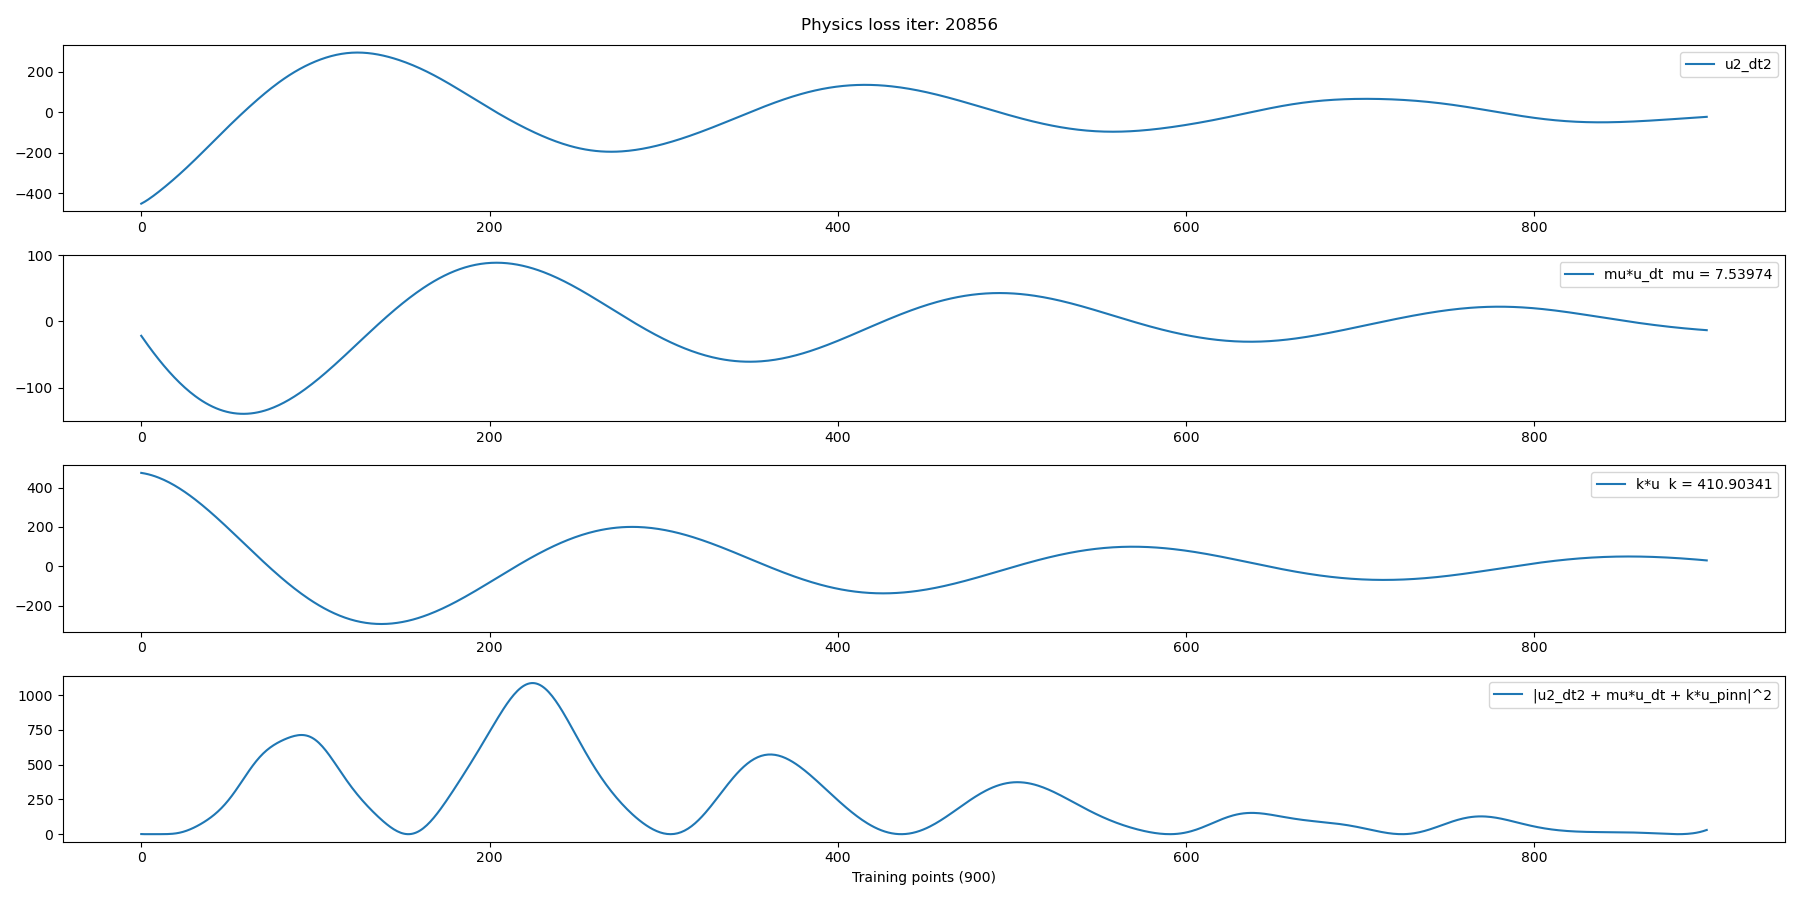 Physics loss iter: 20856
200
0
−200
−400
u2_dt2
0 200 400 600 800
100
0
−100
mu*u_dt  mu = 7.53974
0 200 400 600 800
400
200
0
−200
k*u  k = 410.90341
0 200 400 600 800
1000
750
500
250
0
|u2_dt2 + mu*u_dt + k*u_pinn|^2
0 200 400 600 800
Training points (900)